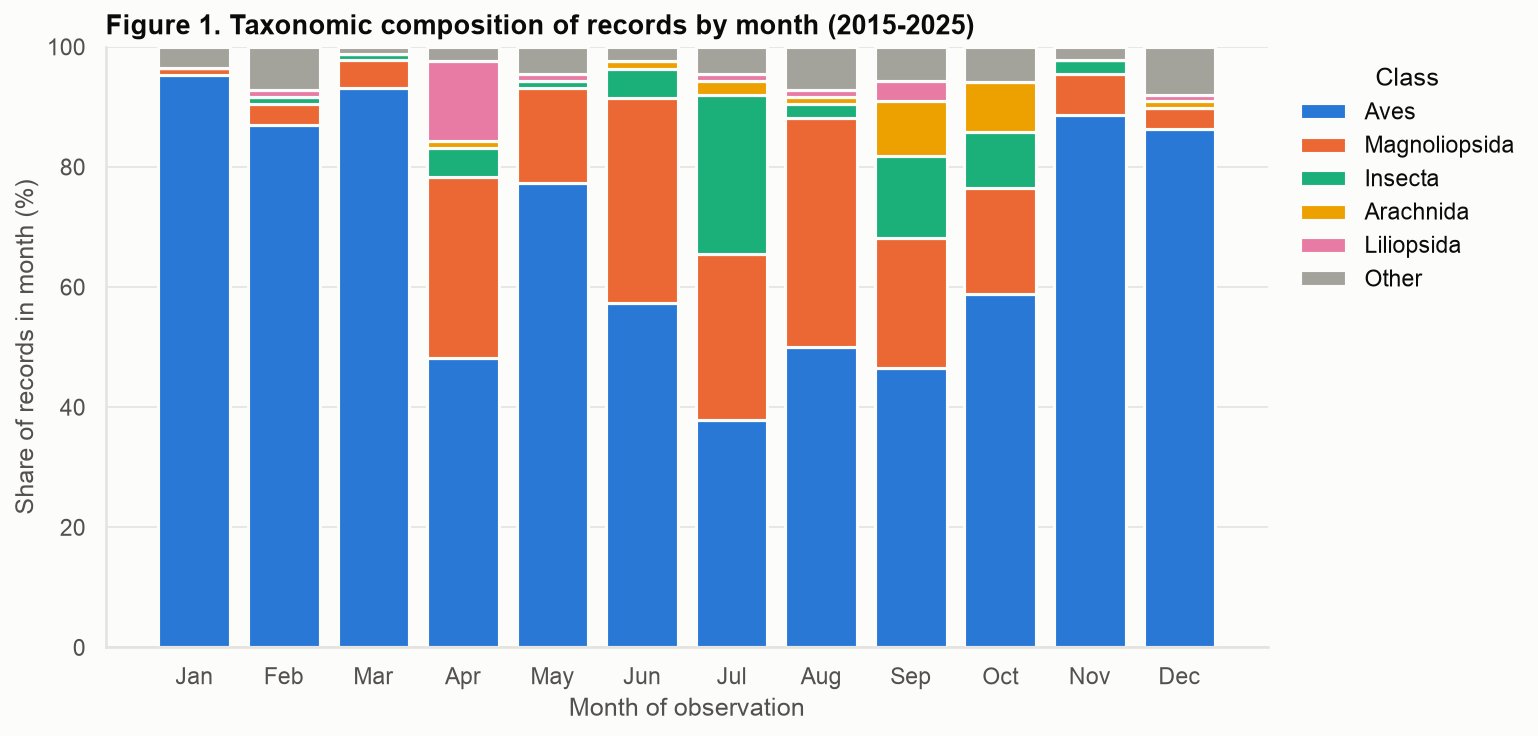 Figure 1. Taxonomic composition of records by month (2015-2025)
Share of records in month (%)
100
80
60
40
20
0
Jan Feb Mar Apr May Jun Jul Aug Sep Oct Nov Dec
Month of observation
Class
Aves
Magnoliopsida
Insecta
Arachnida
Liliopsida
Other